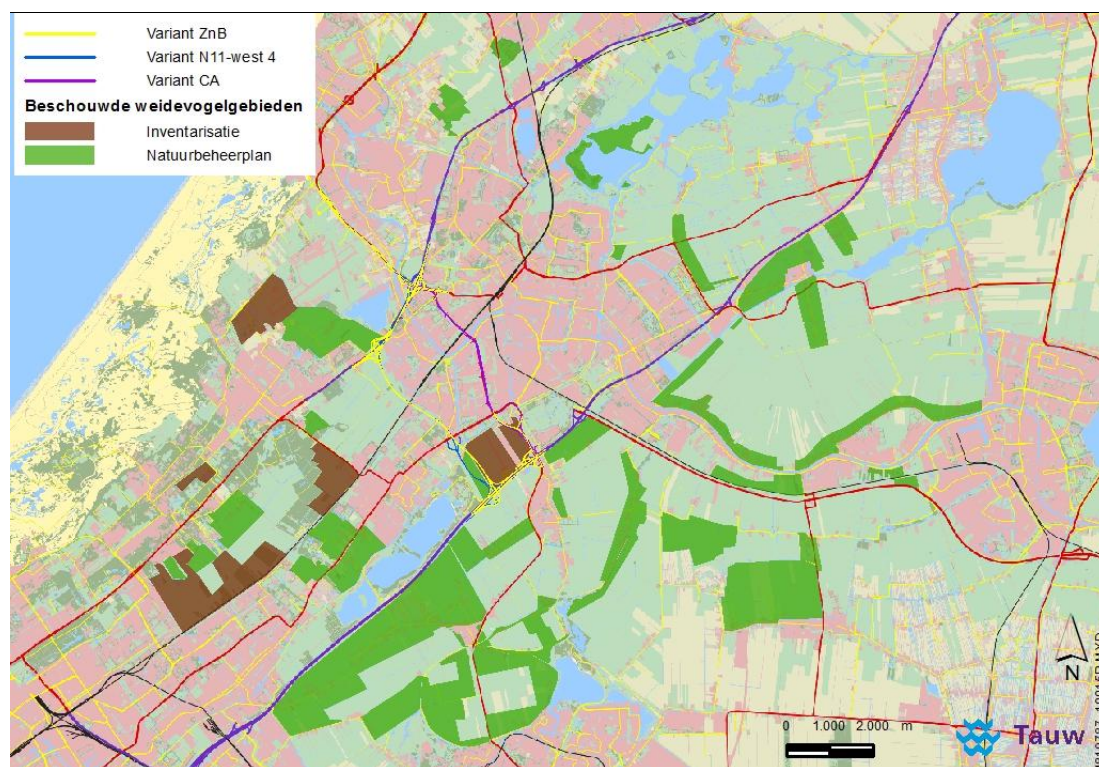 Variant ZnB
Variant N11-west 4
Variant CA
Beschouwde weidevogelgebieden
Inventarisatie
Natuurbeheerplan
N
0 1.000 2.000 m
Tauw